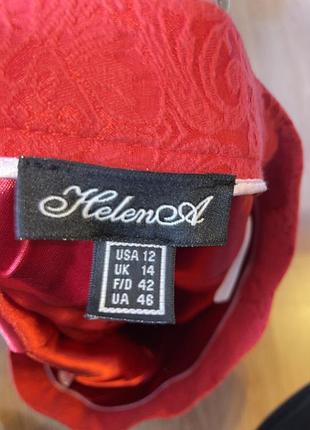 HelenA
USA 12
UK 14
F/D 42
UA 46